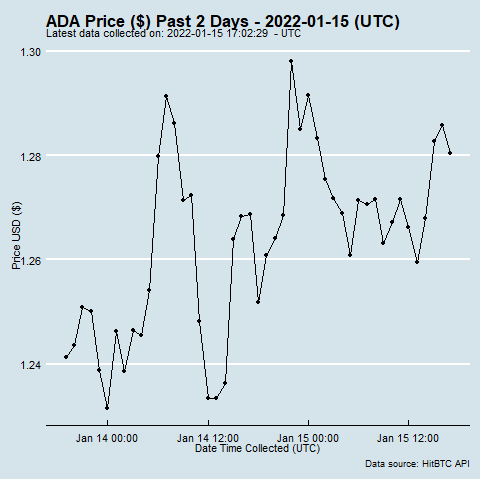 ADA Price ($) Past 2 Days - 2022-01-15 (UTC)
Latest data collected on: 2022-01-15 17:02:29 - UTC
1.30
1.28
1.26
1.24
Price USD ($)
Jan 14 00:00
Jan 14 12:00
Jan 15 00:00
Jan 15 12:00
Date Time Collected (UTC)
Data source: HitBTC API